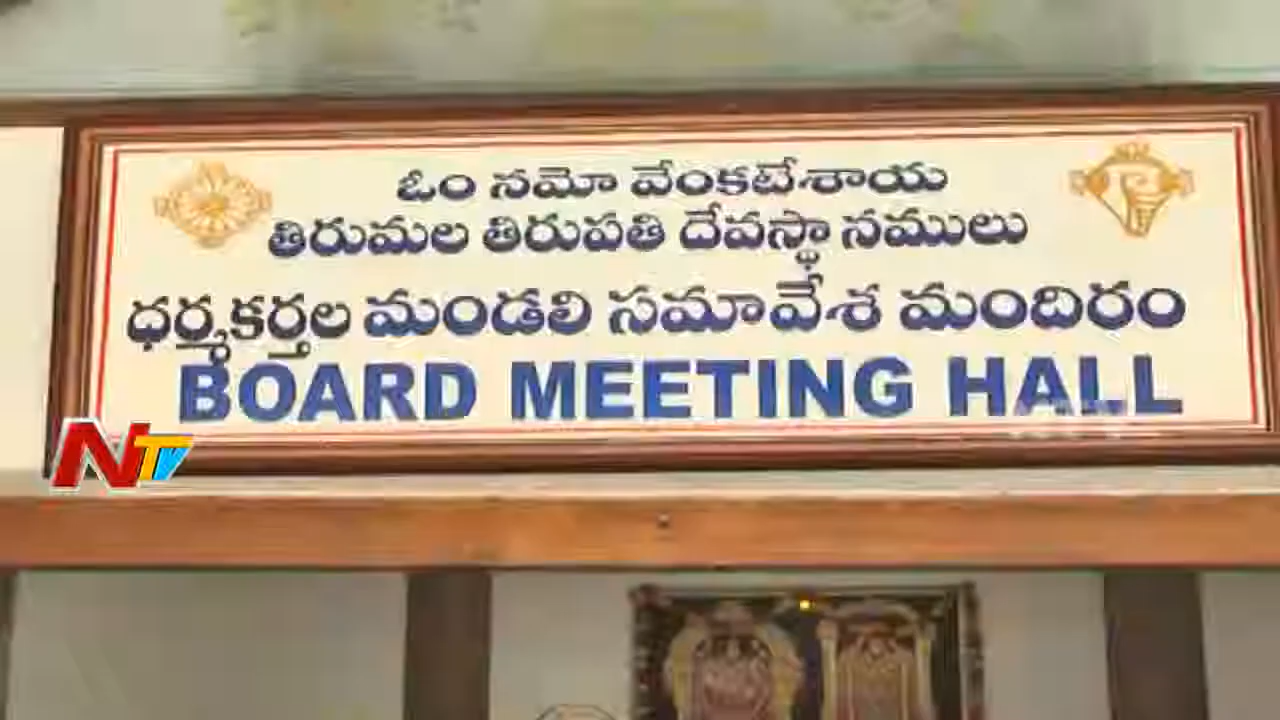 ఓం నమో వేంకటేశాయ
తిరుమల తిరుపతి దేవస్థానములు
ధర్మకర్తల మండలి సమావేశ మందిరం
BOARD MEETING HALL
NTV